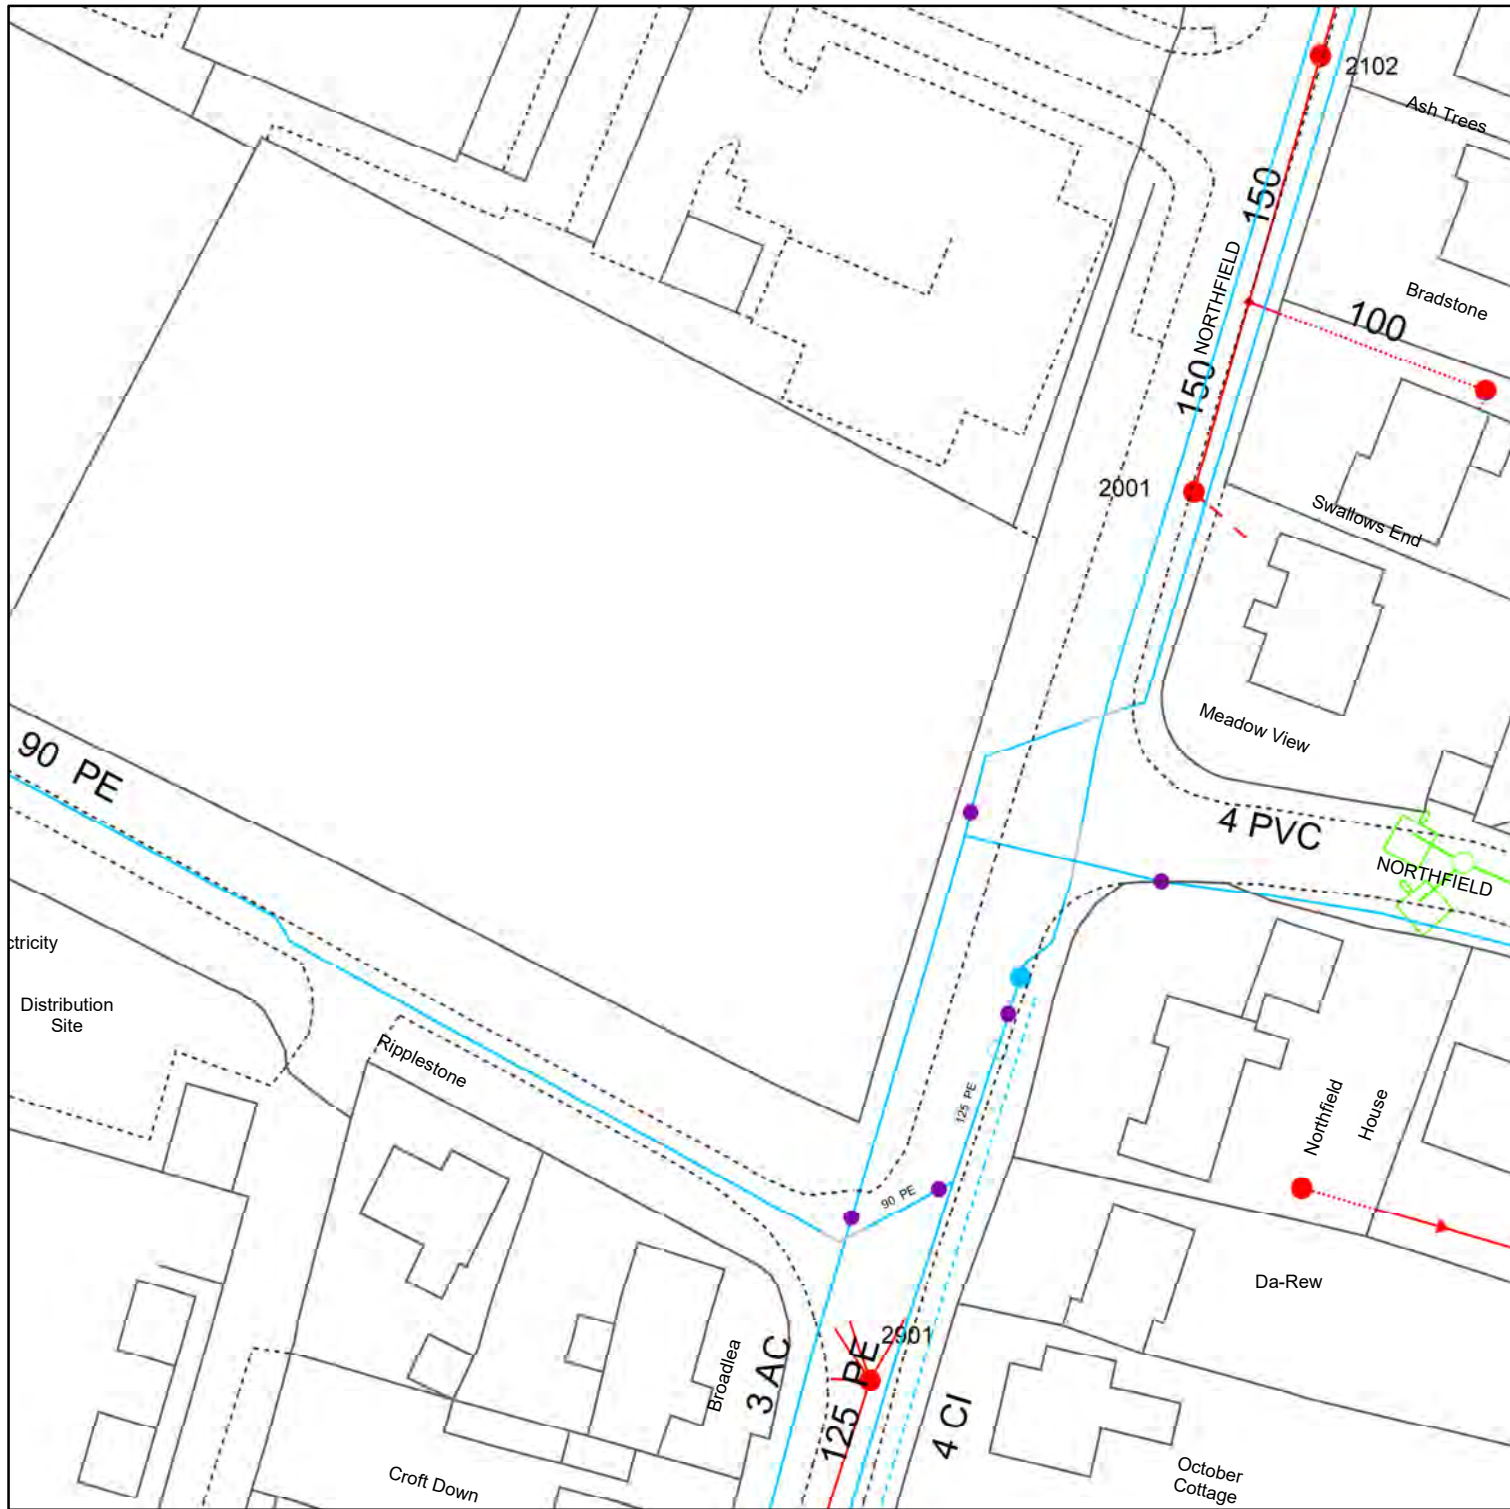 2102
Ash Trees
150
NORTHFIELD
Bradstone
100
150
2001
Swallows End
Meadow View
90 PE
4 PVC
NORTHFIELD
ctricity
Distribution
Site
Ripplestone
125 PE
Northfield
House
90 PE
Da-Rew
2901
Broadlea
3 AC
125 PE
4 CI
Croft Down
October
Cottage